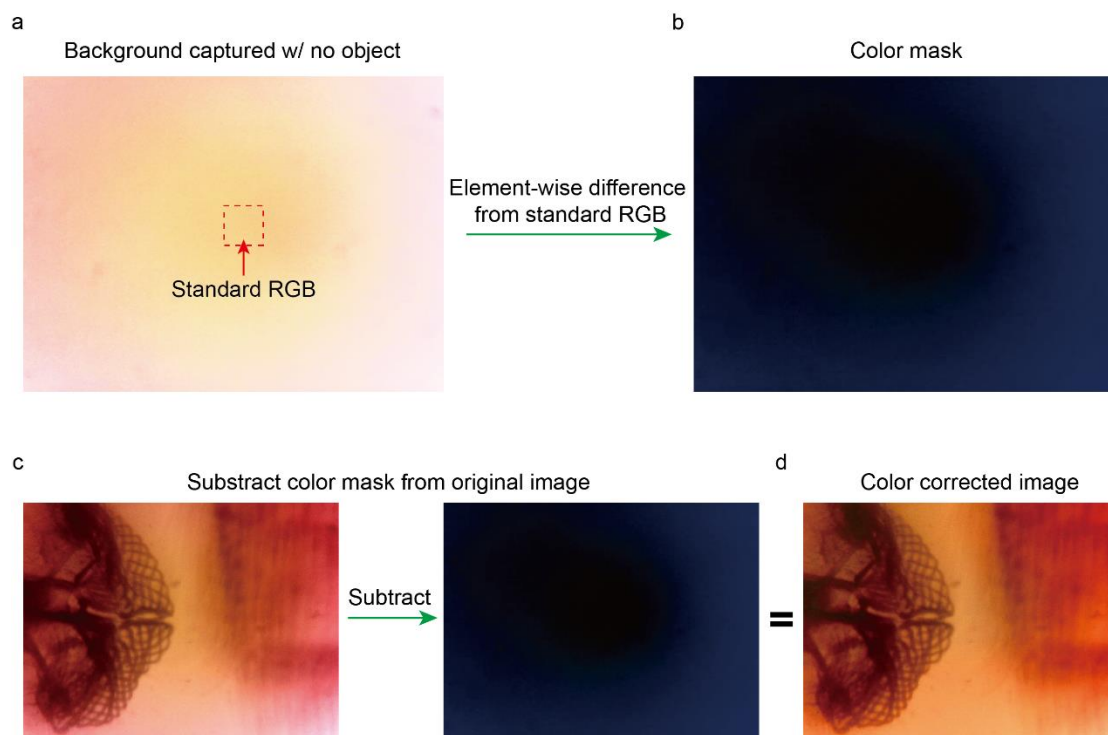 a
Background captured w/ no object
Standard RGB
Element-wise difference
from standard RGB
b
Color mask
c
Substract color mask from original image
Subtract
=
d
Color corrected image